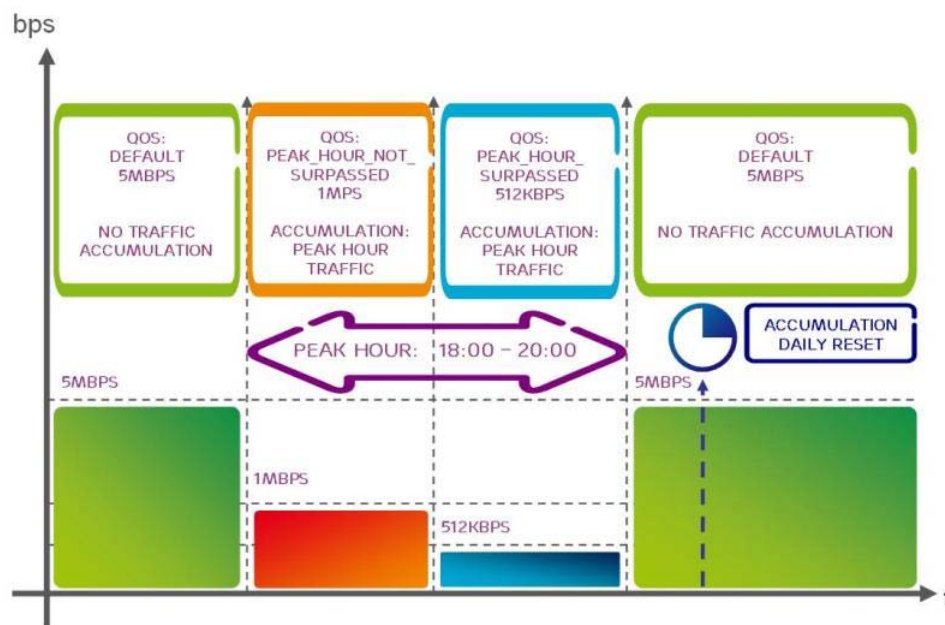 bps
QOS:
DEFAULT
5MBPS
NO TRAFFIC
ACCUMULATION
QOS:
PEAK_HOUR_NOT_
SURPASSED
1MPS
ACCUMULATION:
PEAK HOUR
TRAFFIC
QOS:
PEAK_HOUR_
SURPASSED
512KBPS
ACCUMULATION:
PEAK HOUR
TRAFFIC
QOS:
DEFAULT
5MBPS
NO TRAFFIC ACCUMULATION
PEAK HOUR: 18:00 – 20:00
ACCUMULATION
DAILY RESET
5MBPS
5MBPS
1MBPS
512KBPS